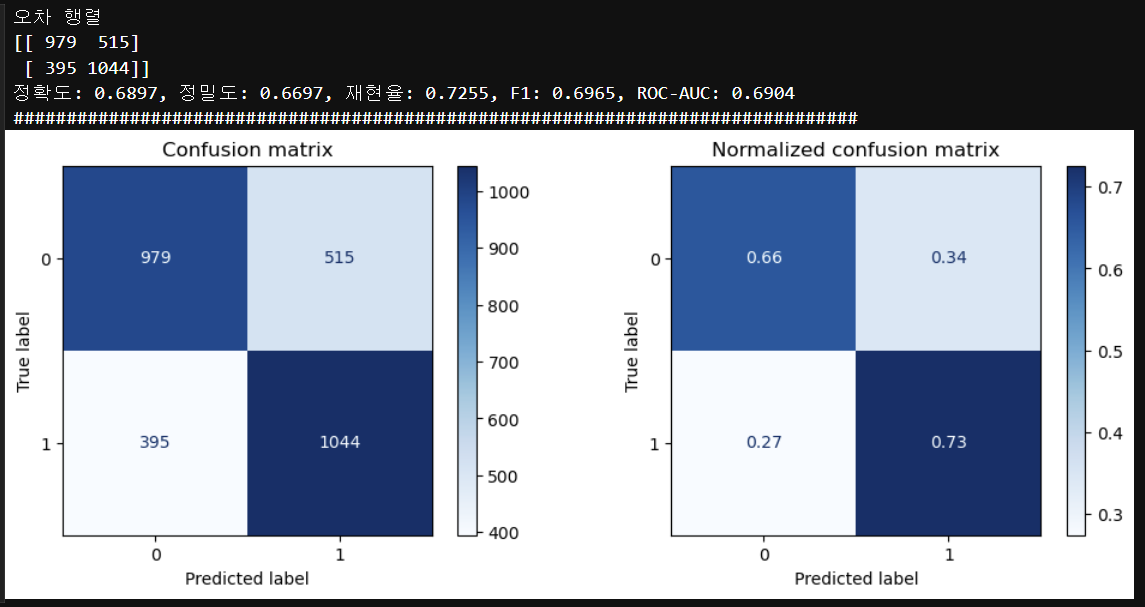 오차 행렬
[[ 979  515]
 [ 395 1044]]
정확도: 0.6897, 정밀도: 0.6697, 재현율: 0.7255, F1: 0.6965, ROC-AUC: 0.6904
################################################################################
Confusion matrix
Normalized confusion matrix
True label
0
1
979
515
395
1044
0
1
Predicted label
1000
900
800
700
600
500
400
True label
0
1
0.66
0.34
0.27
0.73
0
1
Predicted label
0.7
0.6
0.5
0.4
0.3